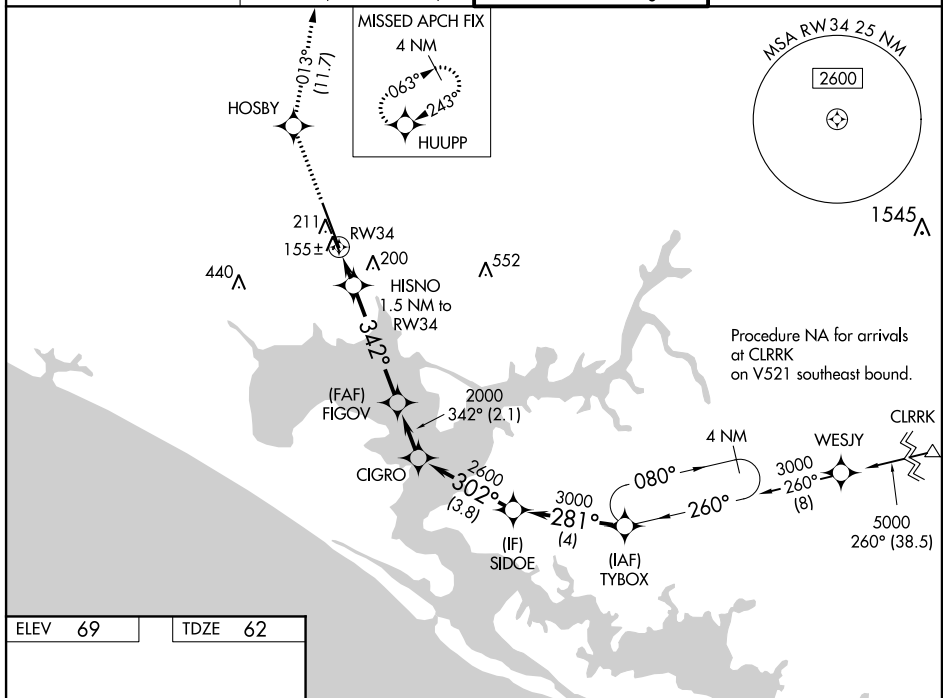 MISSED APCH FIX
4 NM
063°
243°
HUUPP
013°
(11.7)
HOSBY
MSA RW34 25 NM
2600
1545
211
155±
RW34
200
552
440
HISNO
1.5 NM to
RW34
342°
Procedure NA for arrivals
at CLRRK
on V521 southeast bound.
(FAF)
FIGOV
2000
342° (2.1)
CIGRO
2600
302°
(3.8)
(IF)
SIDOE
3000
281°
(4)
(IAF)
TYBOX
080°
4 NM
260°
WESJY
3000
260°
(8)
CLRRK
5000
260° (38.5)
ELEV 69
TDZE 62